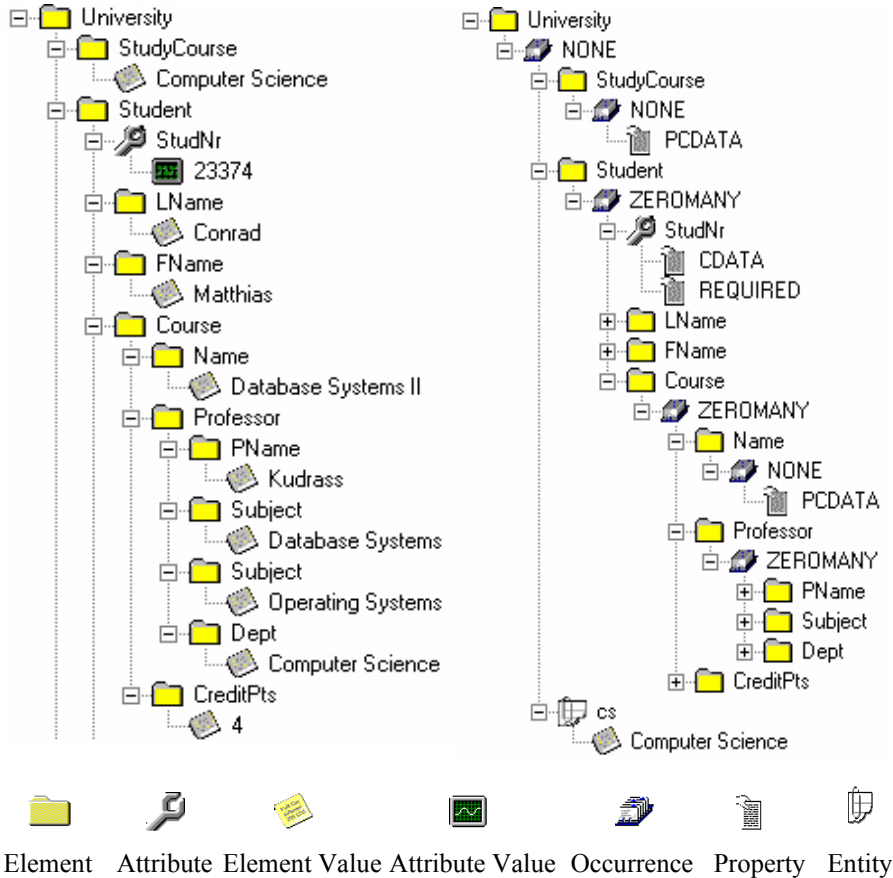 University
StudyCourse
Computer Science
Student
StudNr
23374
LName
Conrad
FName
Matthias
Course
Name
Database Systems II
Professor
PName
Kudrass
Subject
Database Systems
Subject
Operating Systems
Dept
Computer Science
CreditPts
4
University
NONE
StudyCourse
NONE
PCDATA
Student
ZEROMANY
StudNr
CDATA
REQUIRED
LName
FName
Course
ZEROMANY
Name
NONE
PCDATA
Professor
ZEROMANY
PName
Subject
Dept
CreditPts
cs
Computer Science
Element Attribute Element Value Attribute Value Occurrence Property Entity